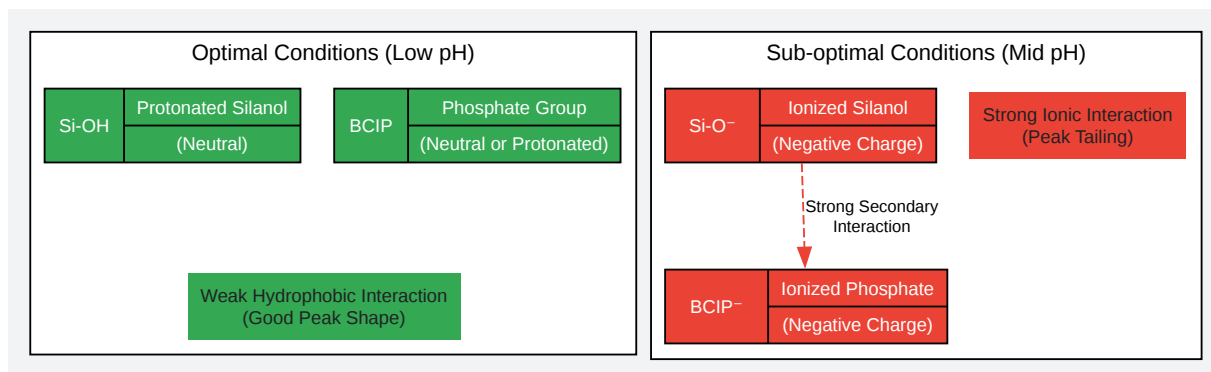 Optimal Conditions (Low pH)
Si-OH
Protonated Silanol
(Neutral)
BCIP
Phosphate Group
(Neutral or Protonated)
Weak Hydrophobic Interaction
(Good Peak Shape)
Sub-optimal Conditions (Mid pH)
Si-O⁻
Ionized Silanol
(Negative Charge)
Strong Ionic Interaction
(Peak Tailing)
Strong Secondary
Interaction
BCIP⁻
Ionized Phosphate
(Negative Charge)